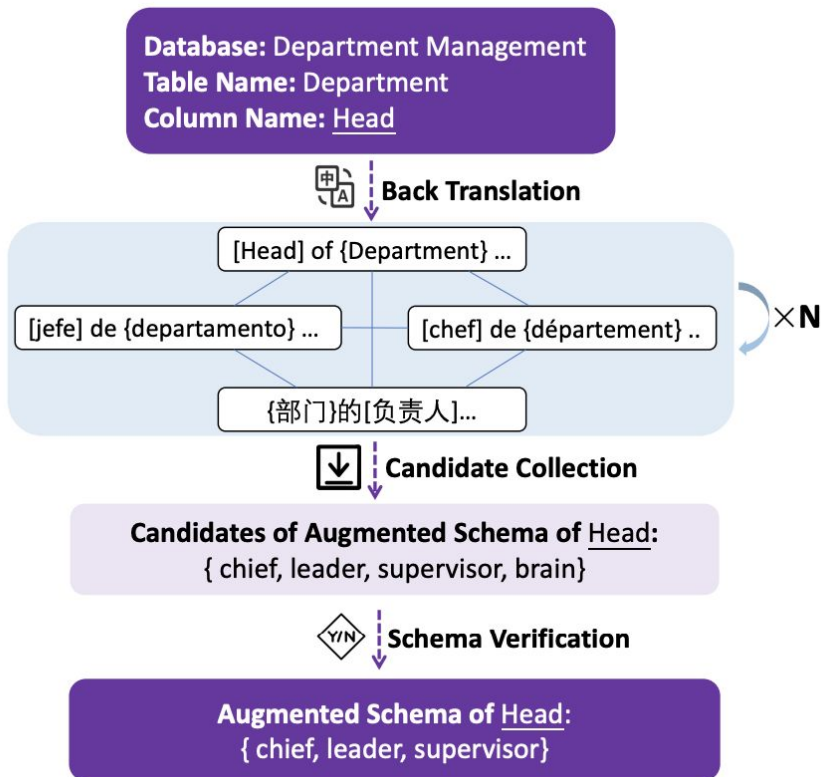 Database: Department Management
Table Name: Department
Column Name: Head
中
A
Back Translation
[Head] of {Department} ...
[jefe] de {departamento} ...
[chef] de {département} ..
×N
{部门}的[负责人]...
Candidate Collection
Candidates of Augmented Schema of Head:
{ chief, leader, supervisor, brain}
Y/N
Schema Verification
Augmented Schema of Head:
{ chief, leader, supervisor}